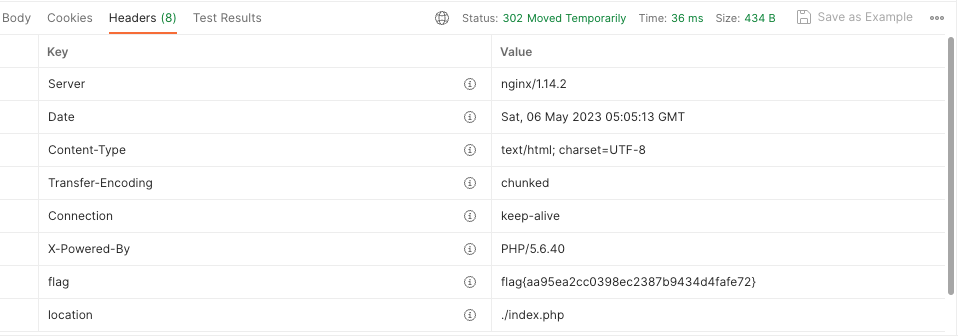 Body Cookies Headers (8) Test Results Status: 302 Moved Temporarily Time: 36 ms Size: 434 B Save as Example
Key Value
Server nginx/1.14.2
Date Sat, 06 May 2023 05:05:13 GMT
Content-Type text/html; charset=UTF-8
Transfer-Encoding chunked
Connection keep-alive
X-Powered-By PHP/5.6.40
flag flag{aa95ea2cc0398ec2387b9434d4fafe72}
location ./index.php